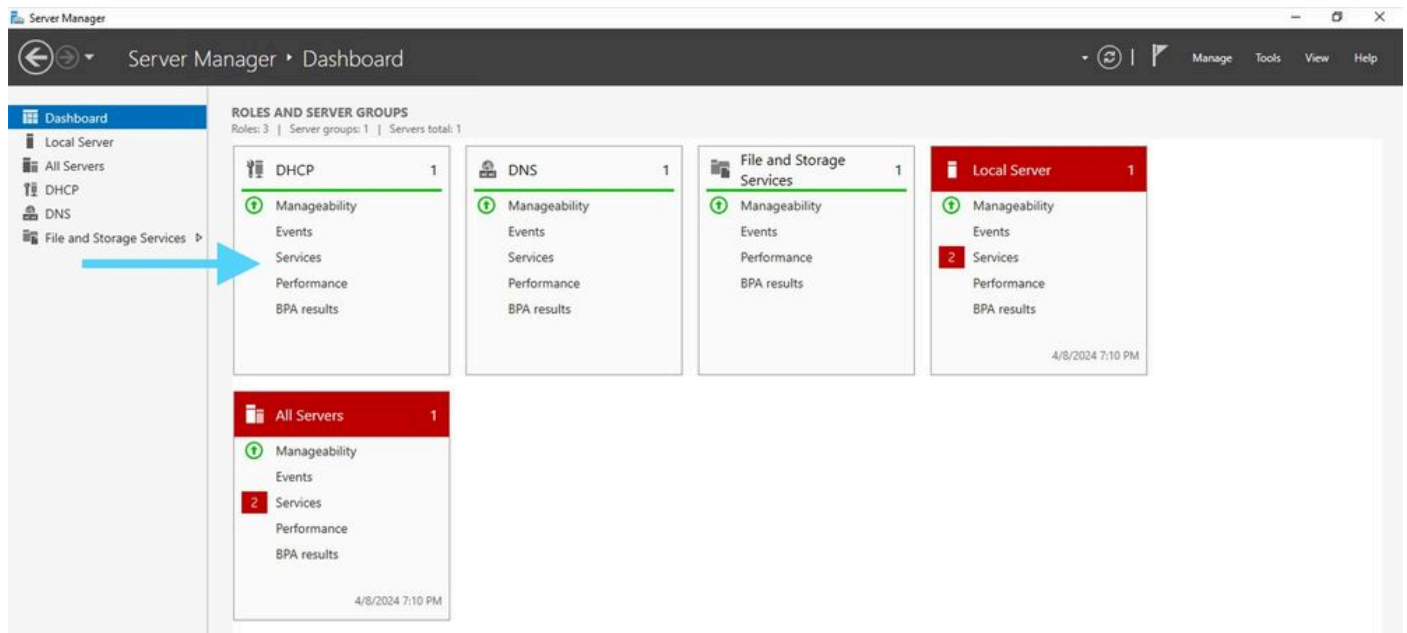 Server Manager
Server Manager ‣ Dashboard
Manage Tools View Help
Dashboard
Local Server
All Servers
DHCP
DNS
File and Storage Services
ROLES AND SERVER GROUPS
Roles: 3 | Server groups: 1 | Servers total: 1
DHCP 1
Manageability
Events
Services
Performance
BPA results
DNS 1
Manageability
Events
Services
Performance
BPA results
File and Storage
Services 1
Manageability
Events
Performance
BPA results
Local Server 1
Manageability
Events
2 Services
Performance
BPA results
4/8/2024 7:10 PM
All Servers 1
Manageability
Events
2 Services
Performance
BPA results
4/8/2024 7:10 PM